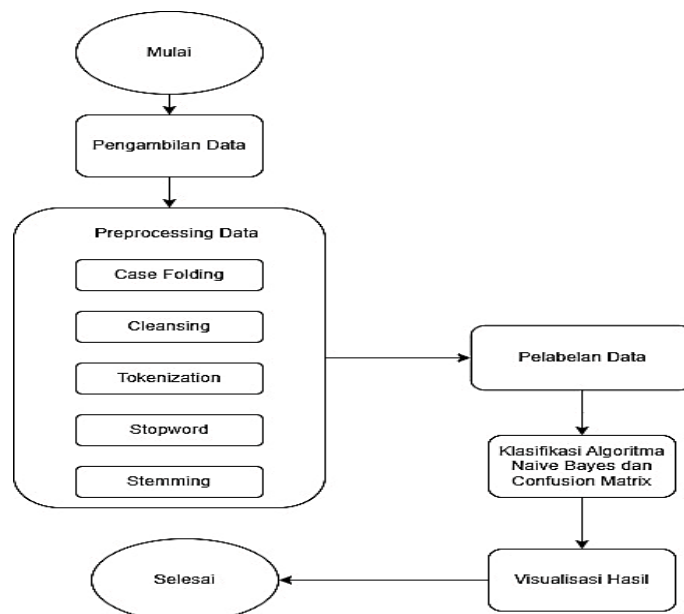 Mulai
Pengambilan Data
Preprocessing Data
Case Folding
Cleansing
Tokenization
Stopword
Stemming
Pelabelan Data
Klasifikasi Algoritma
Naive Bayes dan
Confusion Matrix
Visualisasi Hasil
Selesai